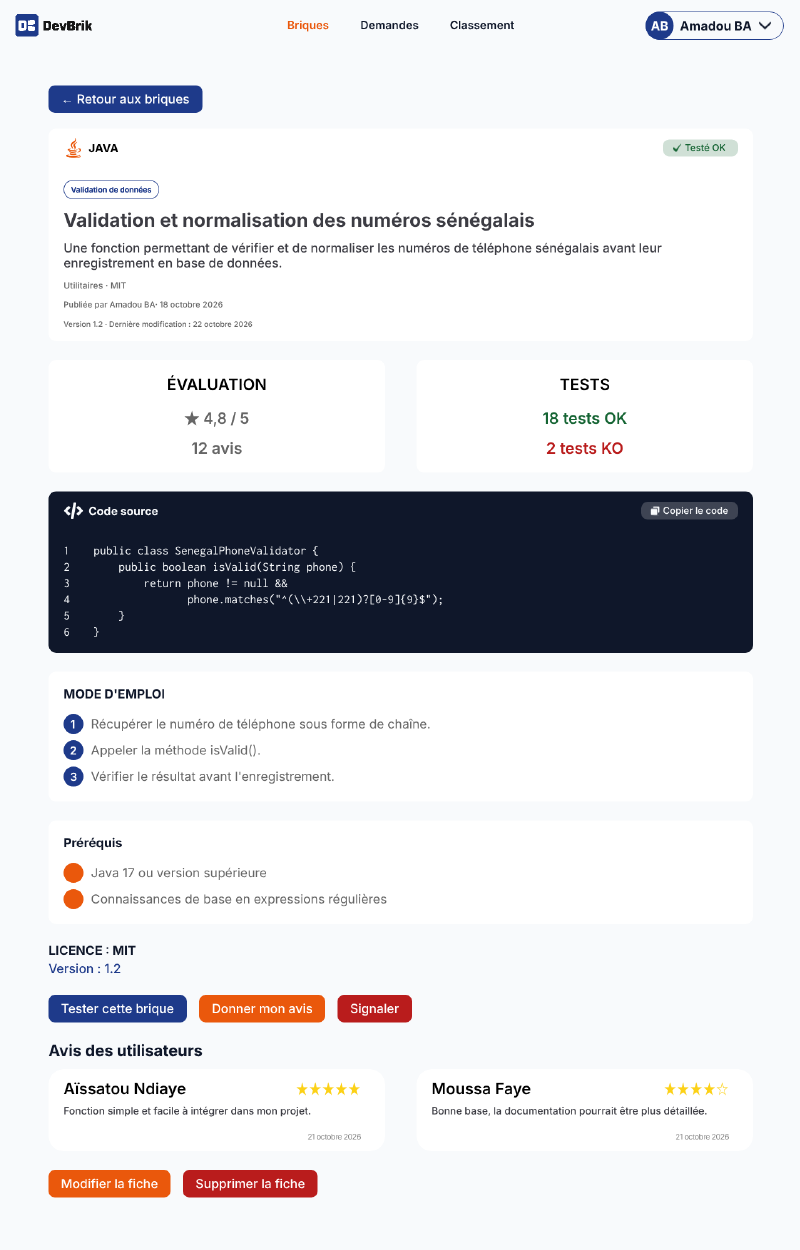 DevBrik
Briques
Demandes
Classement
AB
Amadou BA
← Retour aux briques
JAVA
✓ Testé OK
Validation de données
Validation et normalisation des numéros sénégalais
Une fonction permettant de vérifier et de normaliser les numéros de téléphone sénégalais avant leur
enregistrement en base de données.
Utilitaires · MIT
Publiée par Amadou BA· 18 octobre 2026
Version 1.2 · Dernière modification : 22 octobre 2026
ÉVALUATION
★ 4,8 / 5
12 avis
TESTS
18 tests OK
2 tests KO
</> Code source
Copier le code
1 public class SenegalPhoneValidator {
2 public boolean isValid(String phone) {
3 return phone != null &&
4 phone.matches("^(\\+221|221)?[0-9]{9}$");
5 }
6 }
MODE D'EMPLOI
1 Récupérer le numéro de téléphone sous forme de chaîne.
2 Appeler la méthode isValid().
3 Vérifier le résultat avant l'enregistrement.
Préréquis
Java 17 ou version supérieure
Connaissances de base en expressions régulières
LICENCE : MIT
Version : 1.2
Tester cette brique
Donner mon avis
Signaler
Avis des utilisateurs
Aïssatou Ndiaye ★★★★★
Fonction simple et facile à intégrer dans mon projet.
21 octobre 2026
Moussa Faye ★★★★☆
Bonne base, la documentation pourrait être plus détaillée.
21 octobre 2026
Modifier la fiche
Supprimer la fiche